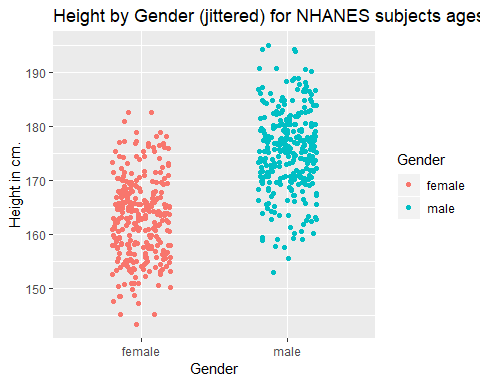 Height by Gender (jittered) for NHANES subjects ages
Height in cm.
190
180
170
160
150
female
male
Gender
Gender
female
male